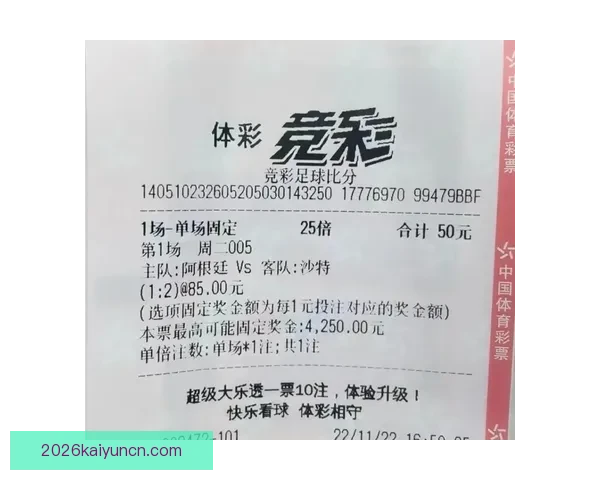 体彩 竞彩
竞彩足球比分
140510232605205030143250 17776970 99479BBF
1场-单场固定 25倍 合计 50元
第1场 周二005
主队:阿根廷 Vs 客队:沙特
(1:2)@85.00元
(选项固定奖金额为每1元投注对应的奖金额)
本票最高可能固定奖金:4,250.00元
单倍注数:单场*1注;共1注
超级大乐透一票10注，体验升级！
快乐看球 体彩相守
-101 22/11/22
2026kaiyuncn.com
中国体育彩票
中国体育彩票